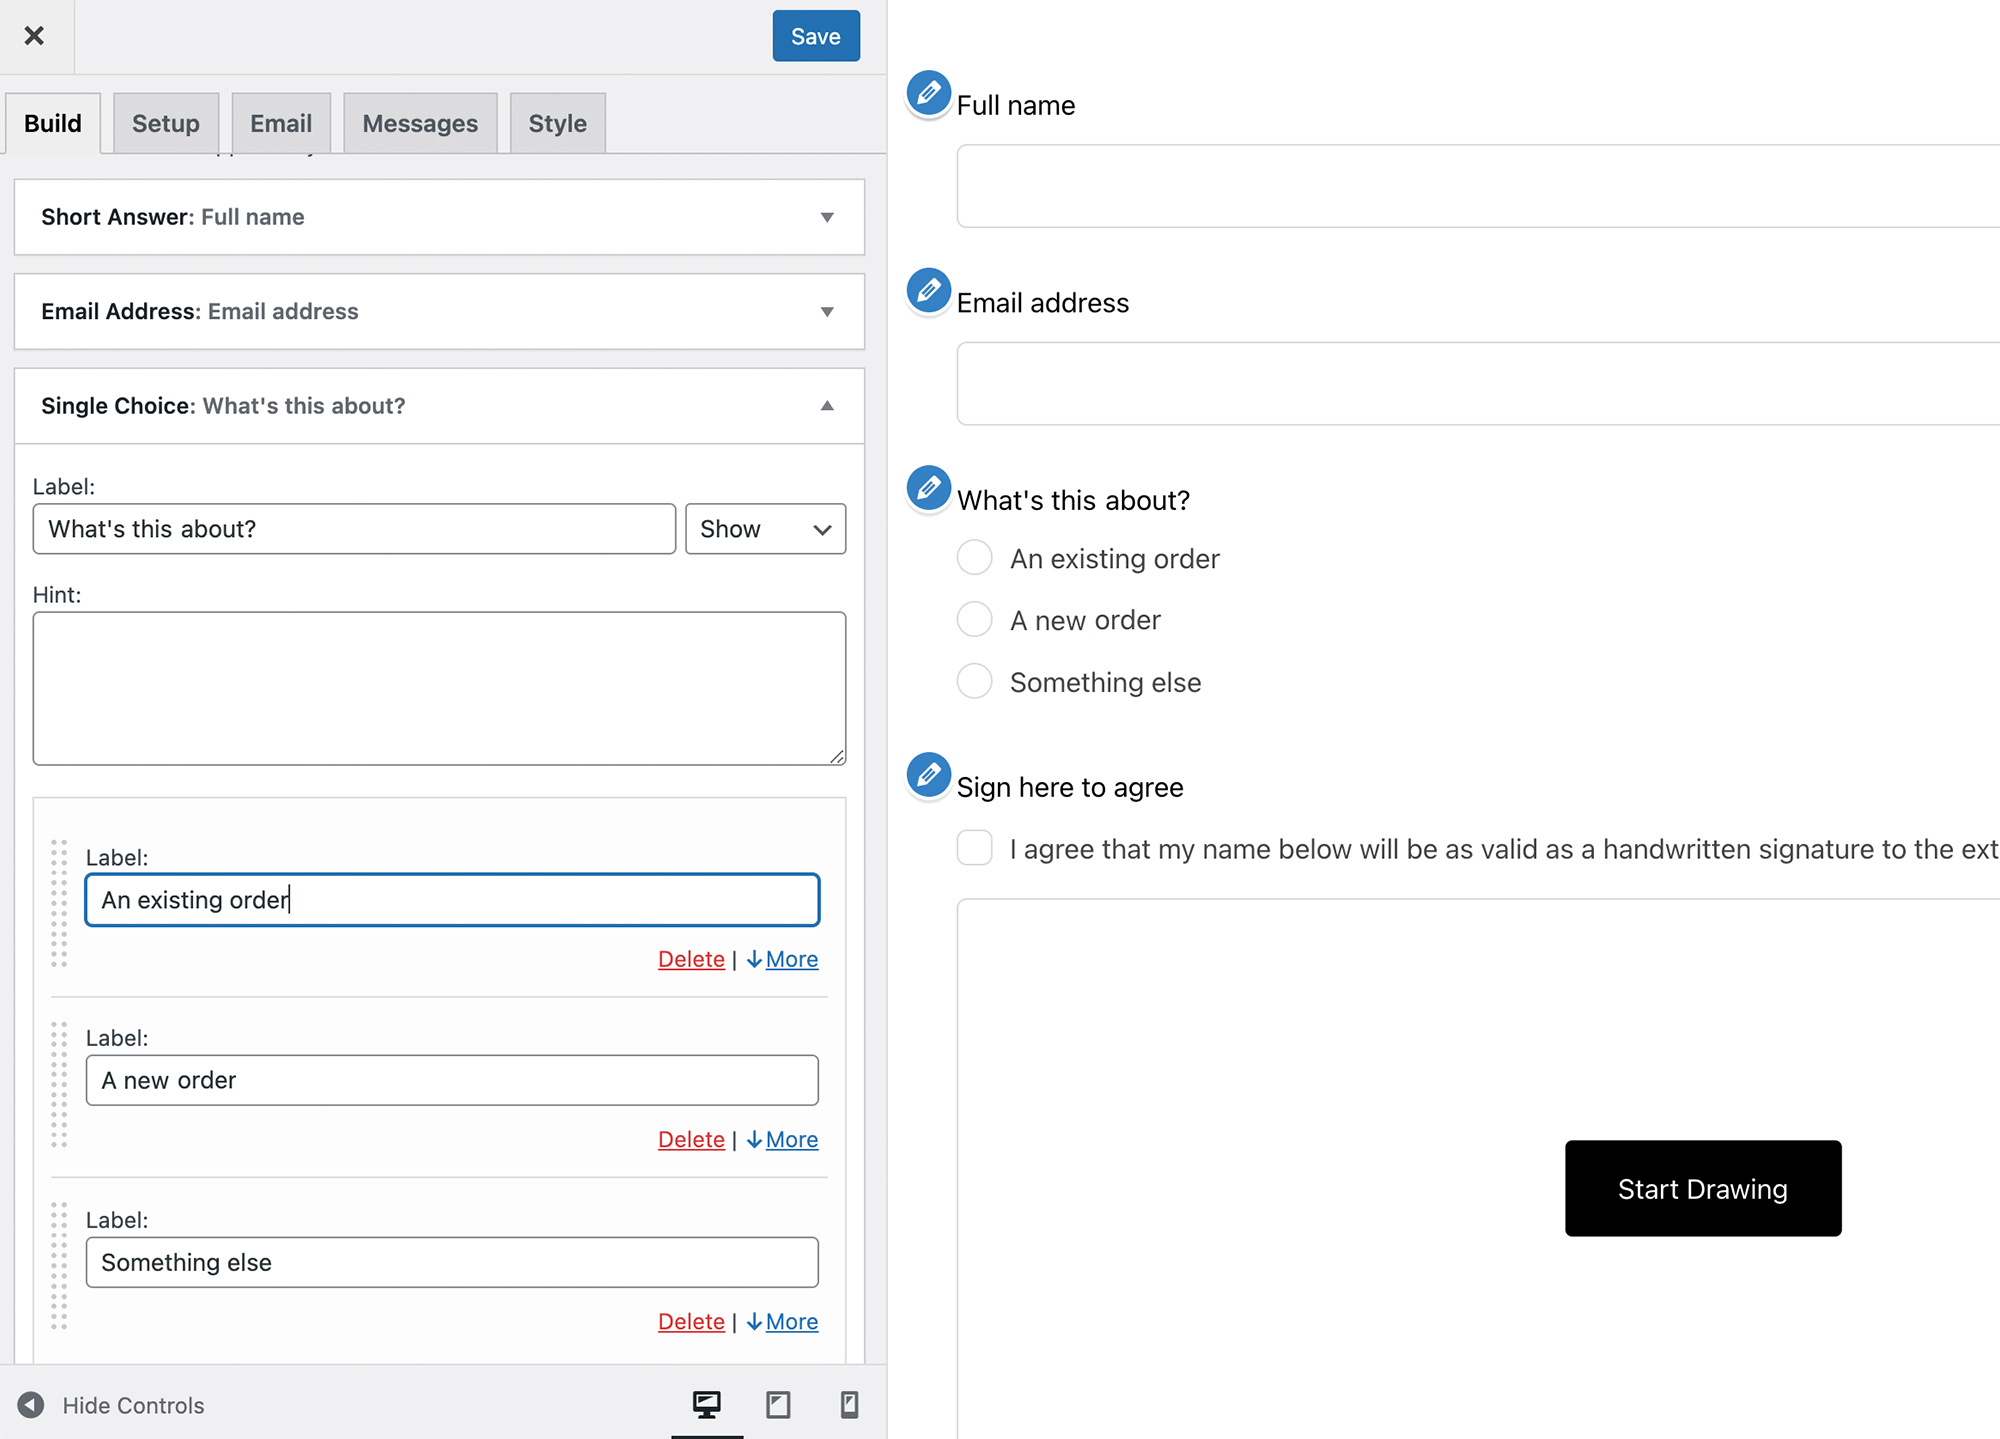 Save
Build
Setup
Email
Messages
Style
Short Answer: Full name
Email Address: Email address
Single Choice: What's this about?
Label:
What's this about?
Show
Hint:
Label:
An existing order
Delete | ↓More
Label:
A new order
Delete | ↓More
Label:
Something else
Delete | ↓More
Hide Controls
Full name
Email address
What's this about?
An existing order
A new order
Something else
Sign here to agree
I agree that my name below will be as valid as a handwritten signature to the ext
Start Drawing